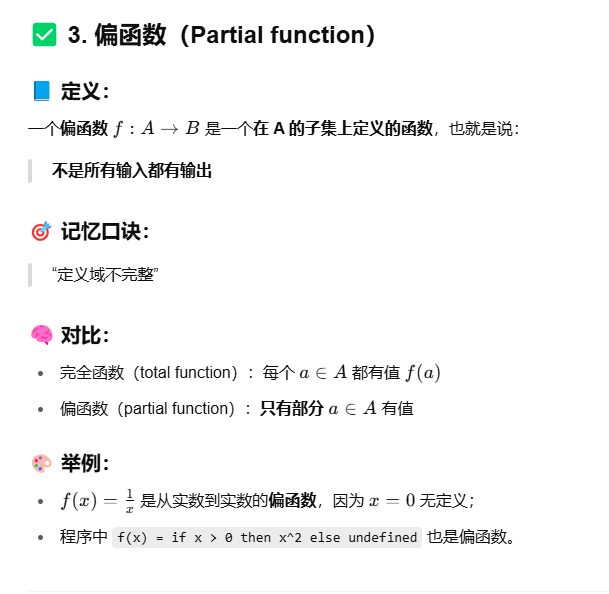 ✅ 3. 偏函数（Partial function）
📘 定义：
一个偏函数 f : A → B 是一个在 A 的子集上定义的函数，也就是说：
不是所有输入都有输出
🎯 记忆口诀：
“定义域不完整”
🧠 对比：
• 完全函数（total function）：每个 a ∈ A 都有值 f(a)
• 偏函数（partial function）：只有部分 a ∈ A 有值
🎨 举例：
• f(x) = 1/x 是从实数到实数的偏函数，因为 x = 0 无定义；
• 程序中 f(x) = if x > 0 then x^2 else undefined 也是偏函数。